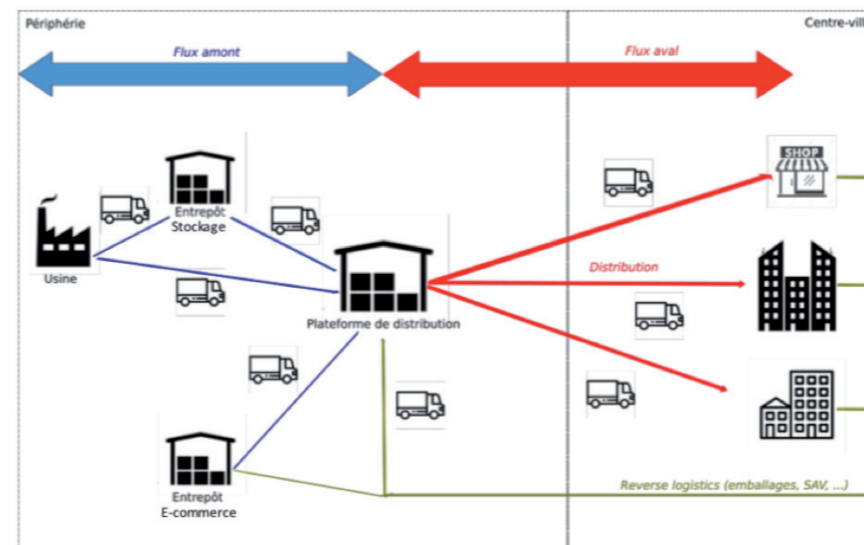 Périphérie
Centre-vill
Flux amont
Flux aval
SHOP
Entrepôt
Stockage
Usine
Distribution
Plateforme de distribution
Reverse logistics (emballages, SAV, ...)
Entrepôt
E-commerce